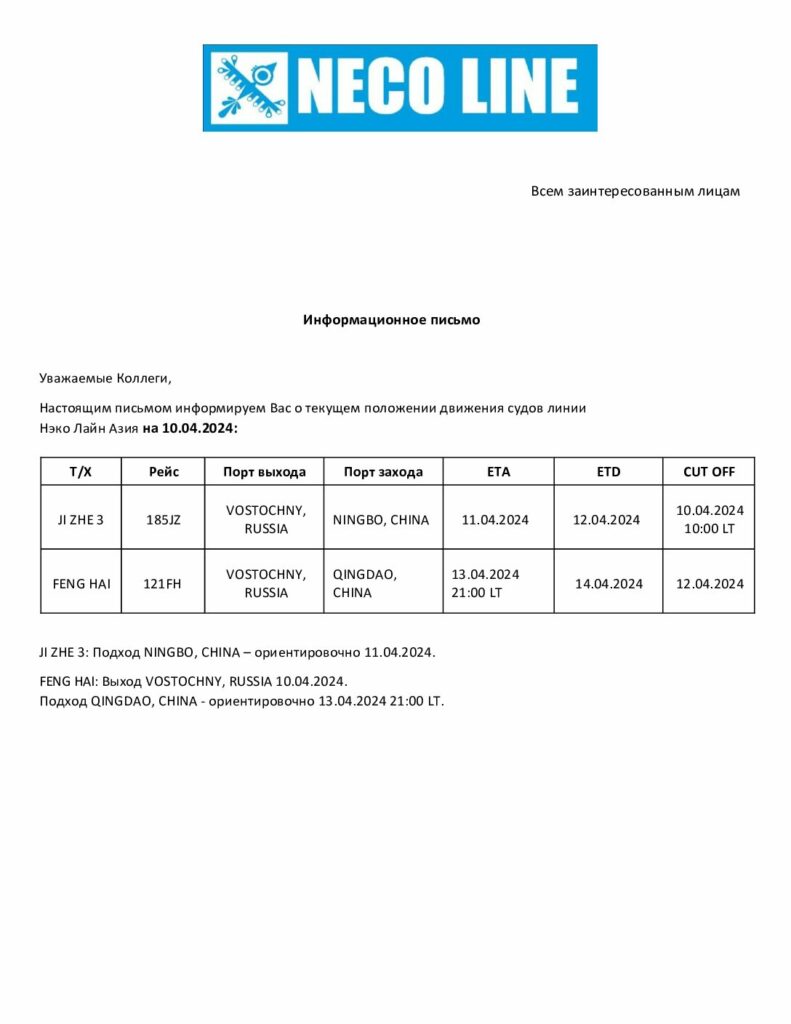 NECO LINE
Всем заинтересованным лицам
Информационное письмо
Уважаемые Коллеги,
Настоящим письмом информируем Вас о текущем положении движения судов линии
Нэко Лайн Азия на 10.04.2024:
Т/Х Рейс Порт выхода Порт захода ETA ETD CUT OFF
JI ZHE 3 185JZ VOSTOCHNY, RUSSIA NINGBO, CHINA 11.04.2024 12.04.2024 10.04.2024 10:00 LT
FENG HAI 121FH VOSTOCHNY, RUSSIA QINGDAO, CHINA 13.04.2024 21:00 LT 14.04.2024 12.04.2024
JI ZHE 3: Подход NINGBO, CHINA – ориентировочно 11.04.2024.
FENG HAI: Выход VOSTOCHNY, RUSSIA 10.04.2024.
Подход QINGDAO, CHINA - ориентировочно 13.04.2024 21:00 LT.